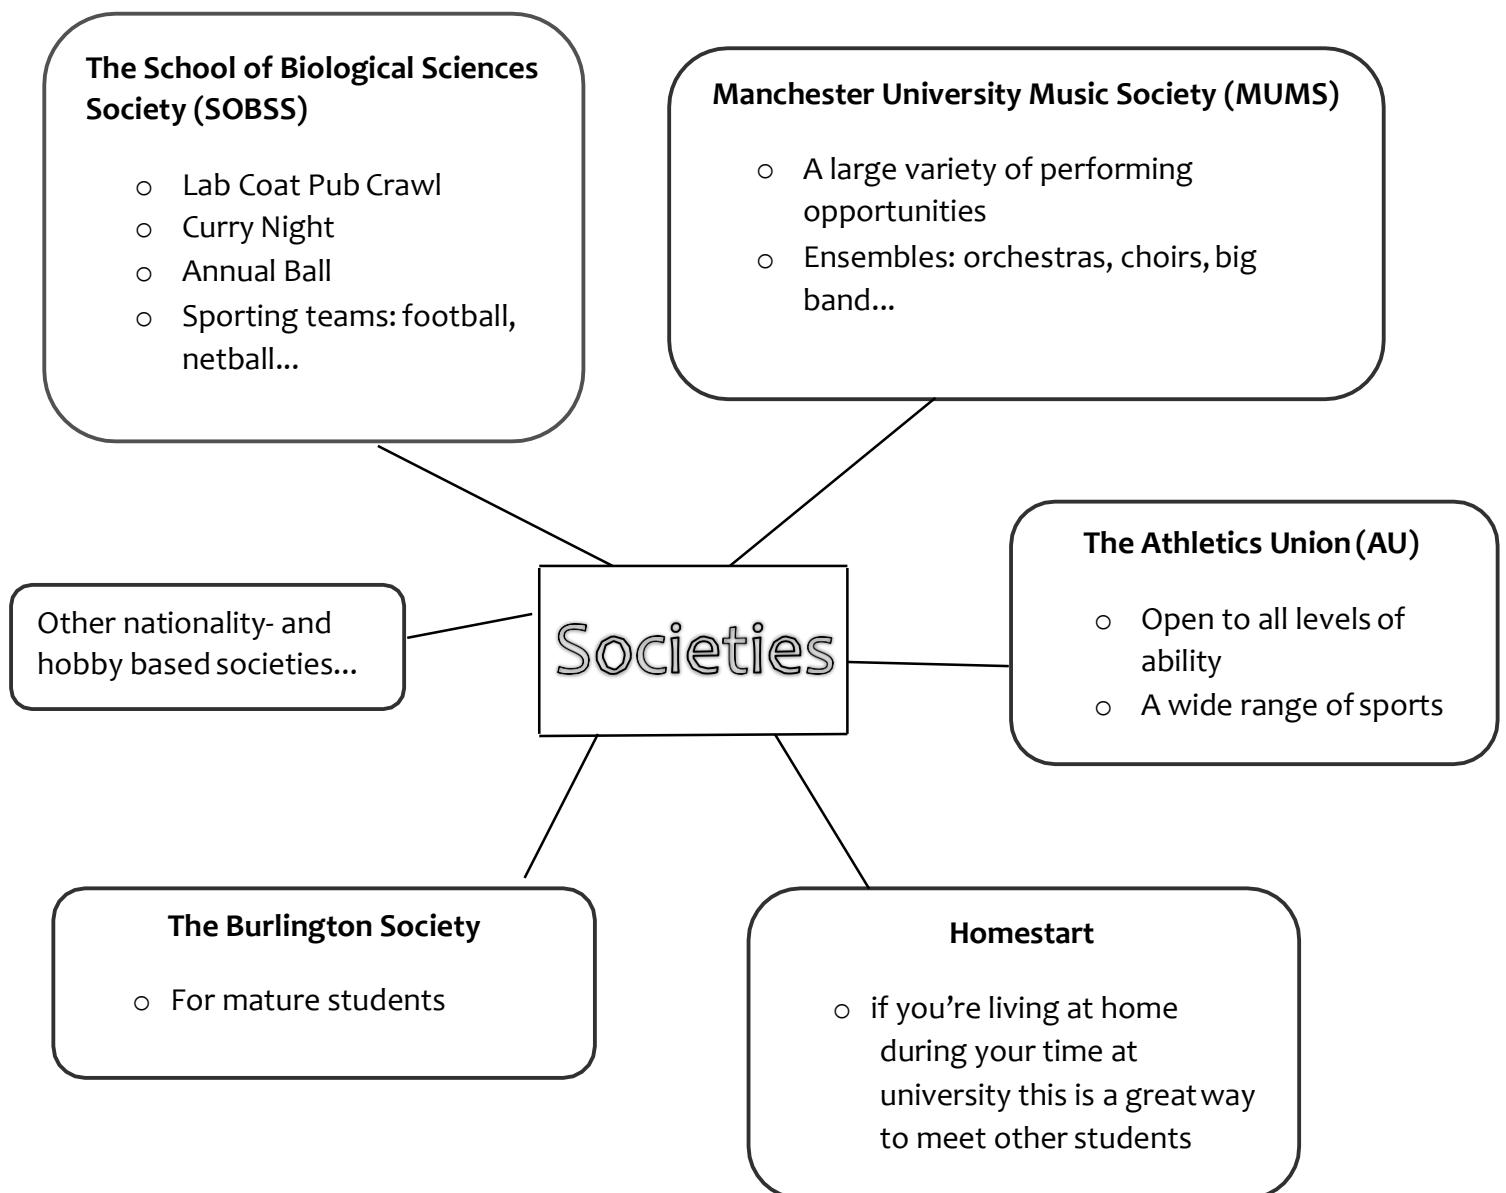 The School of Biological Sciences
Society (SOBSS)
o Lab Coat Pub Crawl
o Curry Night
o Annual Ball
o Sporting teams: football,
netball...
Manchester University Music Society (MUMS)
o A large variety of performing
opportunities
o Ensembles: orchestras, choirs, big
band...
The Athletics Union (AU)
o Open to all levels of
ability
o A wide range of sports
Other nationality- and
hobby based societies...
Societies
The Burlington Society
o For mature students
Homestart
o if you’re living at home
during your time at
university this is a great way
to meet other students